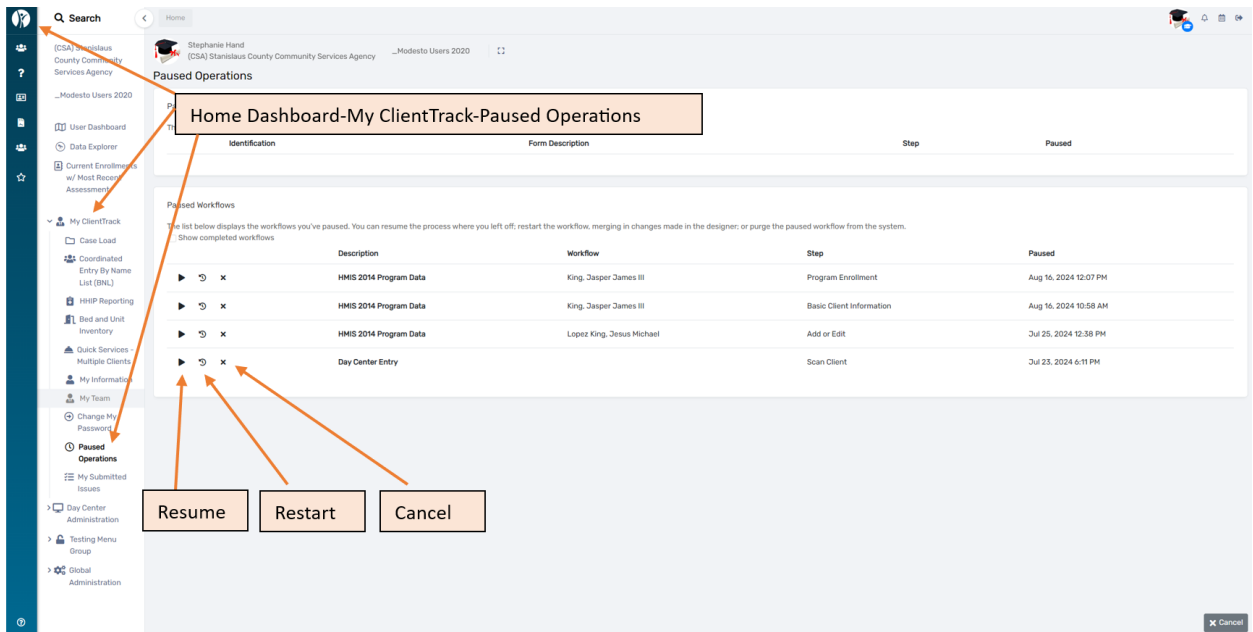 Search
Home
(CSA) Stanislaus
County Community
Services Agency
_Modesto Users 2020
User Dashboard
Data Explorer
Current Enrollments
w/ Most Recent
Assessment
My ClientTrack
Case Load
Coordinated
Entry By Name
List (BNL)
HHIP Reporting
Bed and Unit
Inventory
Quick Services -
Multiple Clients
My Information
My Team
Change My
Password
Paused
Operations
My Submitted
Issues
Day Center
Administration
Testing Menu
Group
Global
Administration
Stephanie Hand
(CSA) Stanislaus County Community Services Agency
_Modesto Users 2020
Paused Operations
Home Dashboard-My ClientTrack-Paused Operations
Identification Form Description Step Paused
Paused Workflows
The list below displays the workflows you've paused. You can resume the process where you left off; restart the workflow, merging in changes made in the designer; or purge the paused workflow from the system.
Show completed workflows
Description Workflow Step Paused
HMIS 2014 Program Data King, Jasper James III Program Enrollment Aug 16, 2024 12:07 PM
HMIS 2014 Program Data King, Jasper James III Basic Client Information Aug 16, 2024 10:58 AM
HMIS 2014 Program Data Lopez King, Jesus Michael Add or Edit Jul 25, 2024 12:38 PM
Day Center Entry Scan Client Jul 23, 2024 6:11 PM
Resume Restart Cancel
Cancel